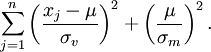 \sum_{j=1}^{n} \left( \frac{x_j - \mu}{\sigma_v} \right)^2 + \left( \frac{\mu}{\sigma_m} \right)^2 .